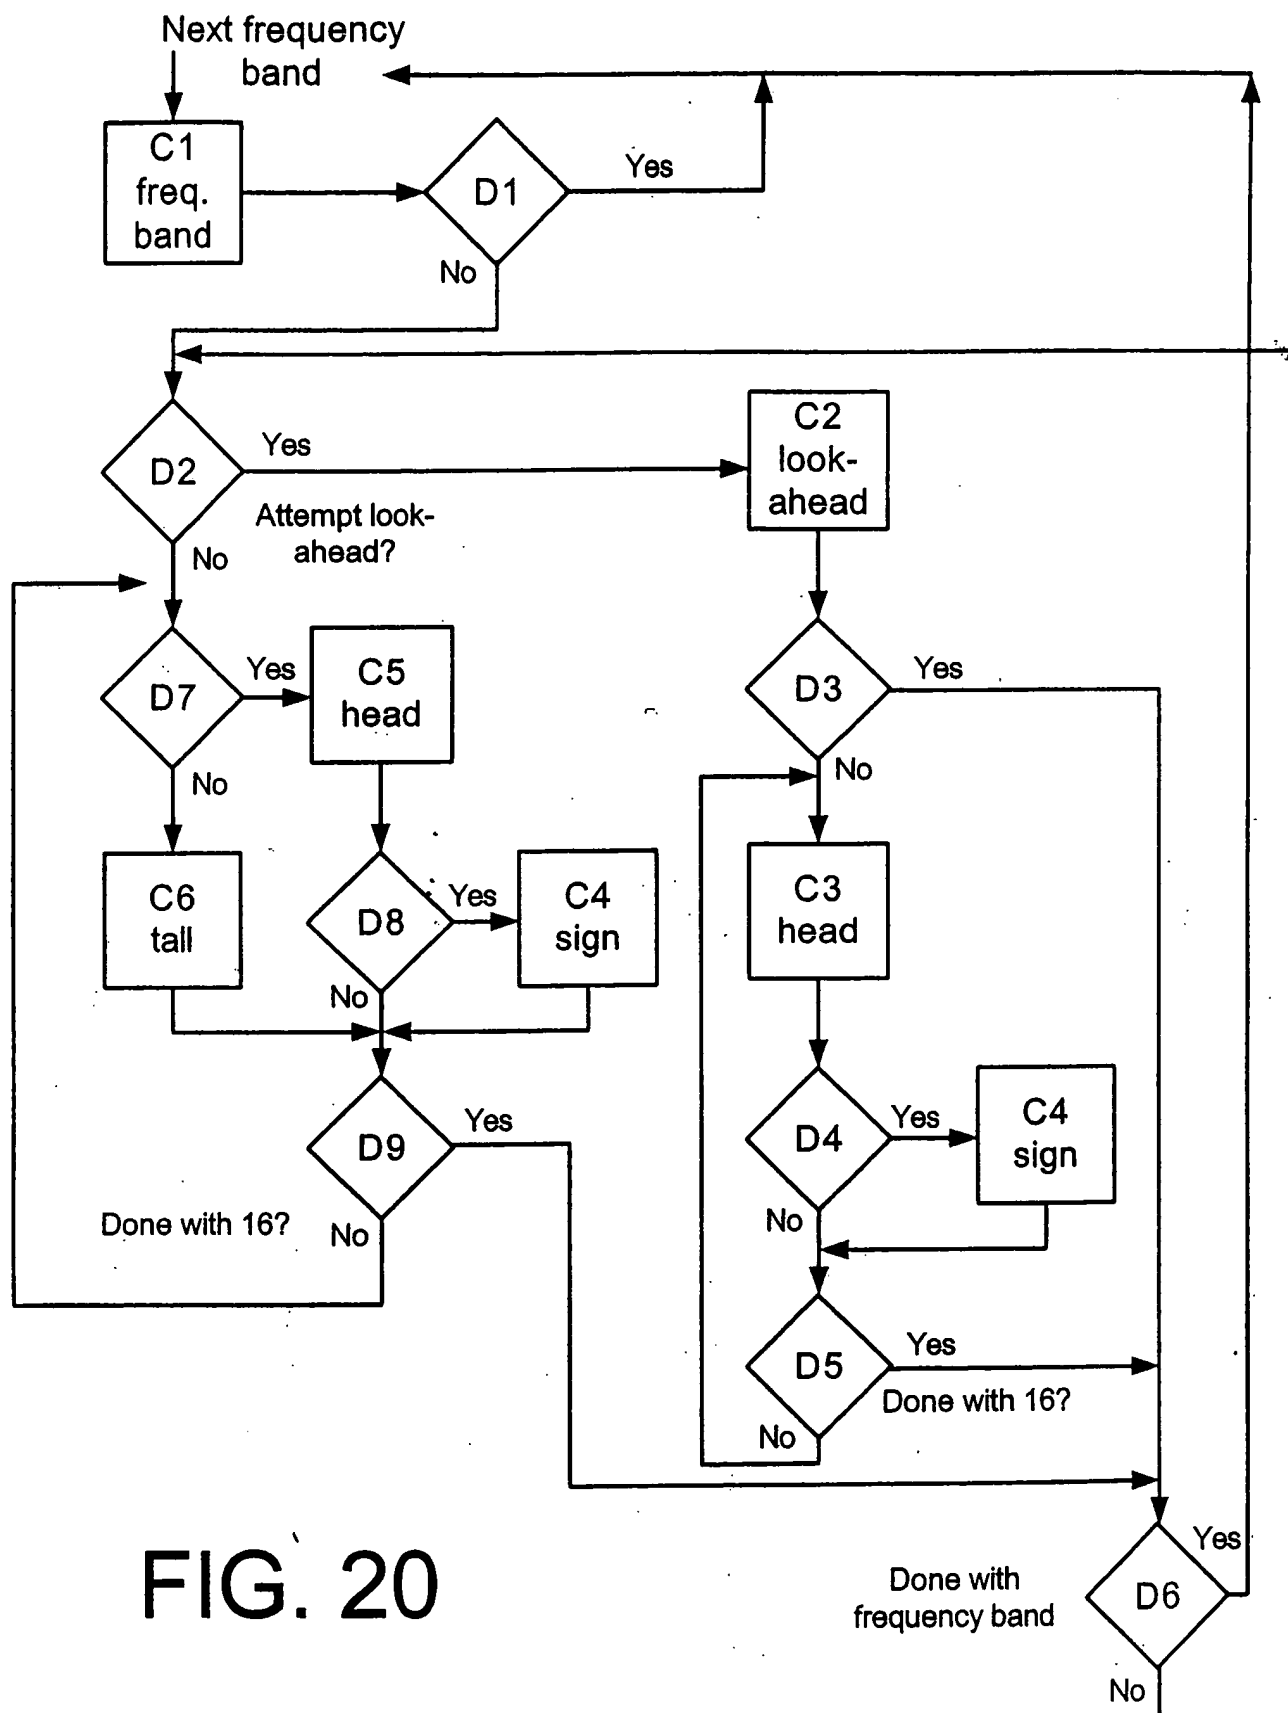 Next frequency
band
C1
freq.
band
D1
Yes
No
D2
Yes
Attempt look-
ahead?
No
C2
look-
ahead
D7
Yes
No
C5
head
D3
Yes
No
C6
tall
D8
Yes
No
C4
sign
C3
head
D9
Yes
No
Done with 16?
D4
Yes
No
C4
sign
D5
Yes
Done with 16?
No
D6
Yes
Done with
frequency band
No
FIG. 20